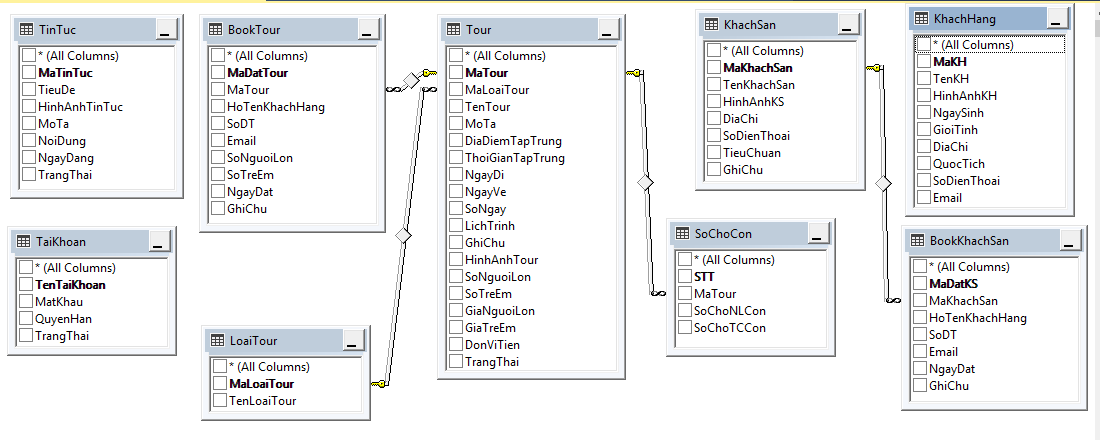 TinTuc
* (All Columns)
MaTinTuc
TieuDe
HinhAnhTinTuc
MoTa
NoiDung
NgayDang
TrangThai
BookTour
* (All Columns)
MaDatTour
MaTour
HoTenKhachHang
SoDT
Email
SoNguoiLon
SoTreEm
NgayDat
GhiChu
Tour
* (All Columns)
MaTour
MaLoaiTour
TenTour
MoTa
DiaDiemTapTrung
ThoiGianTapTrung
NgayDi
NgayVe
SoNgay
LichTrinh
GhiChu
HinhAnhTour
SoNguoiLon
SoTreEm
GiaNguoiLon
GiaTreEm
DonViTien
TrangThai
KhachSan
* (All Columns)
MaKhachSan
TenKhachSan
HinhAnhKS
DiaChi
SoDienThoai
TieuChuan
GhiChu
KhachHang
* (All Columns)
MaKH
TenKH
HinhAnhKH
NgaySinh
GioiTinh
DiaChi
QuocTich
SoDienThoai
Email
TaiKhoan
* (All Columns)
TenTaiKhoan
MatKhau
QuyenHan
TrangThai
LoaiTour
* (All Columns)
MaLoaiTour
TenLoaiTour
SoChoCon
* (All Columns)
STT
MaTour
SoChoNLCon
SoChoTCCon
BookKhachSan
* (All Columns)
MaDatKS
MaKhachSan
HoTenKhachHang
SoDT
Email
NgayDat
GhiChu